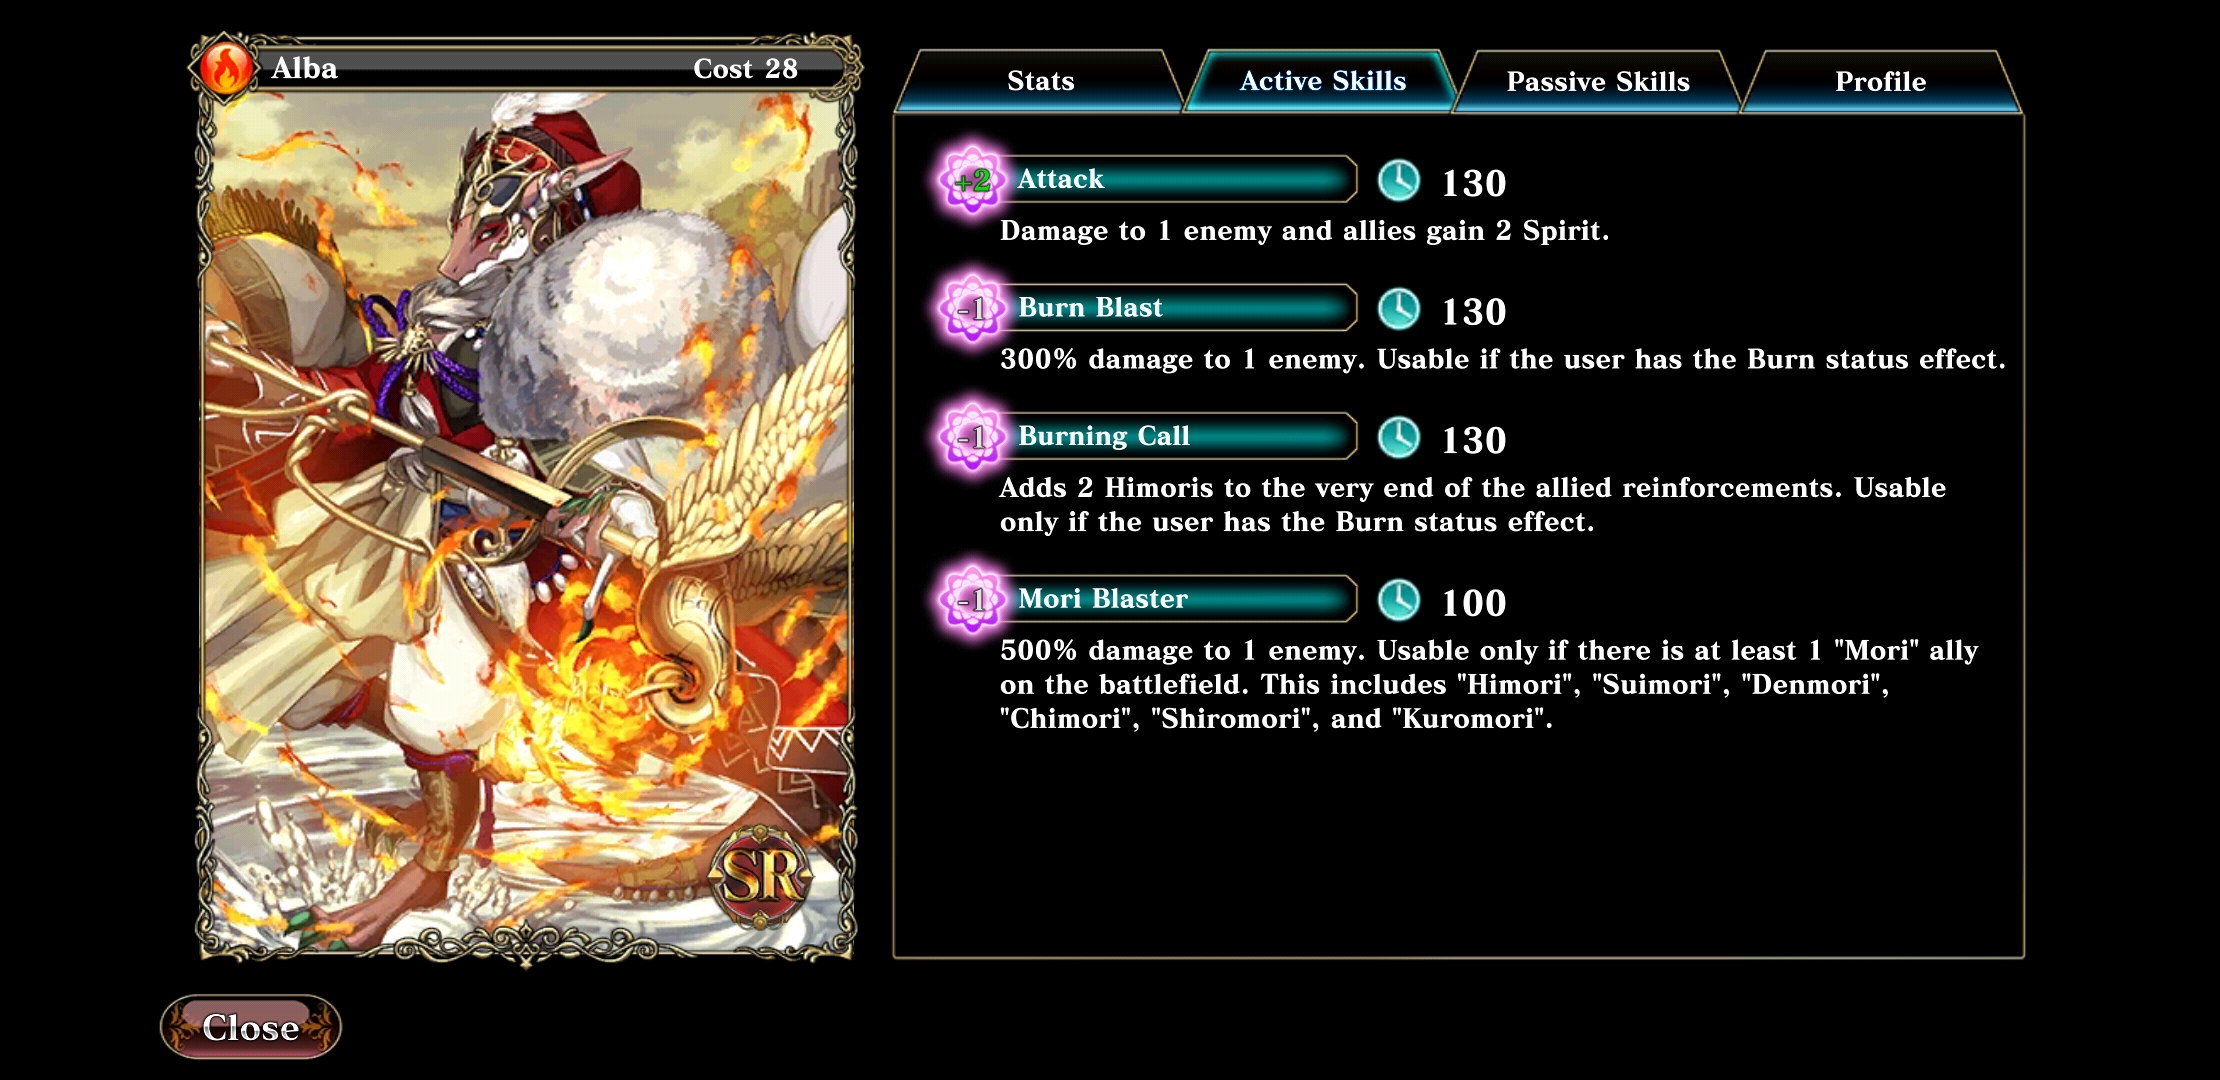 Alba Cost 28
Stats Active Skills Passive Skills Profile
+2 Attack 130
Damage to 1 enemy and allies gain 2 Spirit.
-1 Burn Blast 130
300% damage to 1 enemy. Usable if the user has the Burn status effect.
-1 Burning Call 130
Adds 2 Himoris to the very end of the allied reinforcements. Usable
only if the user has the Burn status effect.
-1 Mori Blaster 100
500% damage to 1 enemy. Usable only if there is at least 1 "Mori" ally
on the battlefield. This includes "Himori", "Suimori", "Denmori",
"Chimori", "Shiromori", and "Kuromori".
SR
Close